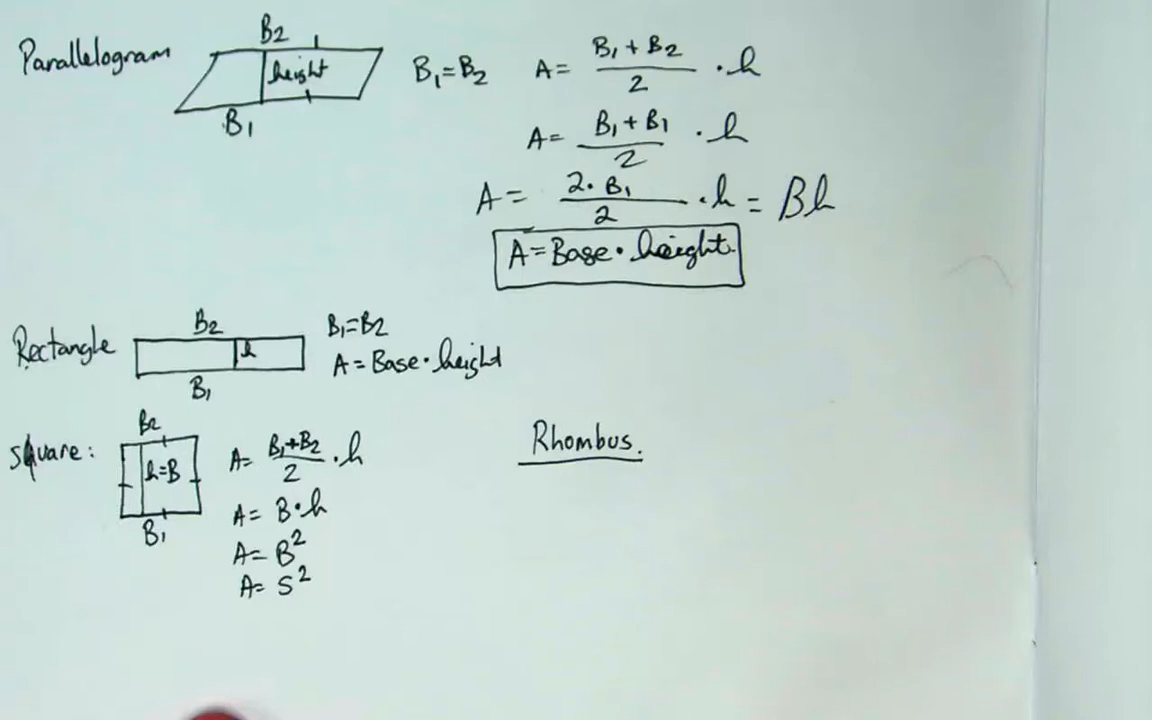 Parallelogram
B2
height
B1
B1=B2
A= B1+B2/2 · h
A= B1+B1/2 · h
A= 2·B1/2 · h = Bh
A=Base·height
Rectangle
B2
h
B1
B1=B2
A=Base·height
Square:
B2
h=B
B1
A= B1+B2/2 · h
A= B·h
A= B²
A= S²
Rhombus.